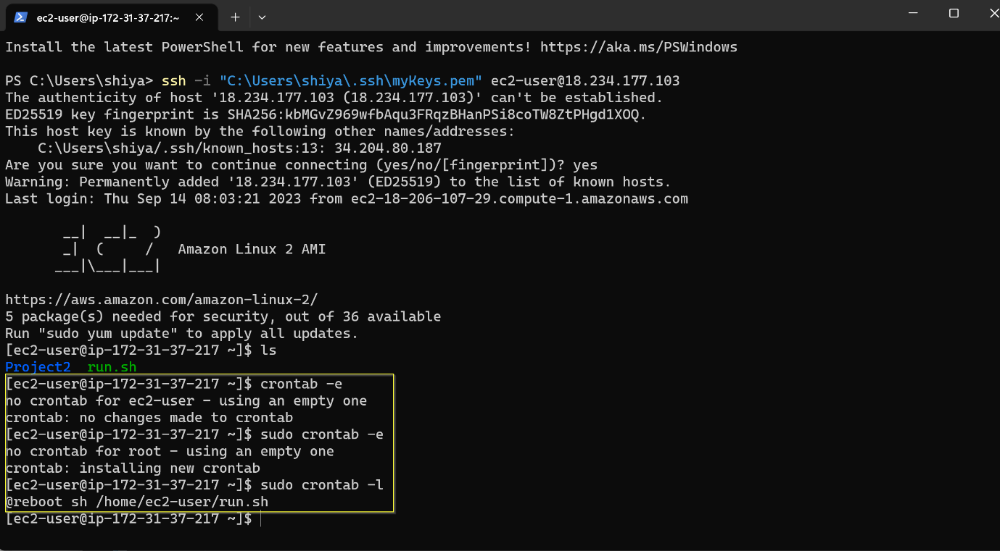 ec2-user@ip-172-31-37-217:~
Install the latest PowerShell for new features and improvements! https://aka.ms/PSWindows
PS C:\Users\shiya> ssh -i "C:\Users\shiya\.ssh\myKeys.pem" ec2-user@18.234.177.103
The authenticity of host '18.234.177.103 (18.234.177.103)' can't be established.
ED25519 key fingerprint is SHA256:kbMGvZ969wfbAqu3FRqzBHanPSi8coTW8ZtPHgd1XOQ.
This host key is known by the following other names/addresses:
    C:\Users\shiya/.ssh/known_hosts:13: 34.204.80.187
Are you sure you want to continue connecting (yes/no/[fingerprint])? yes
Warning: Permanently added '18.234.177.103' (ED25519) to the list of known hosts.
Last login: Thu Sep 14 08:03:21 2023 from ec2-18-206-107-29.compute-1.amazonaws.com
       __|  __|_  )
       _|  (     /   Amazon Linux 2 AMI
      ___|\___|___|
https://aws.amazon.com/amazon-linux-2/
5 package(s) needed for security, out of 36 available
Run "sudo yum update" to apply all updates.
[ec2-user@ip-172-31-37-217 ~]$ ls
Project2  run.sh
[ec2-user@ip-172-31-37-217 ~]$ crontab -e
no crontab for ec2-user - using an empty one
crontab: no changes made to crontab
[ec2-user@ip-172-31-37-217 ~]$ sudo crontab -e
no crontab for root - using an empty one
crontab: installing new crontab
[ec2-user@ip-172-31-37-217 ~]$ sudo crontab -l
@reboot sh /home/ec2-user/run.sh
[ec2-user@ip-172-31-37-217 ~]$